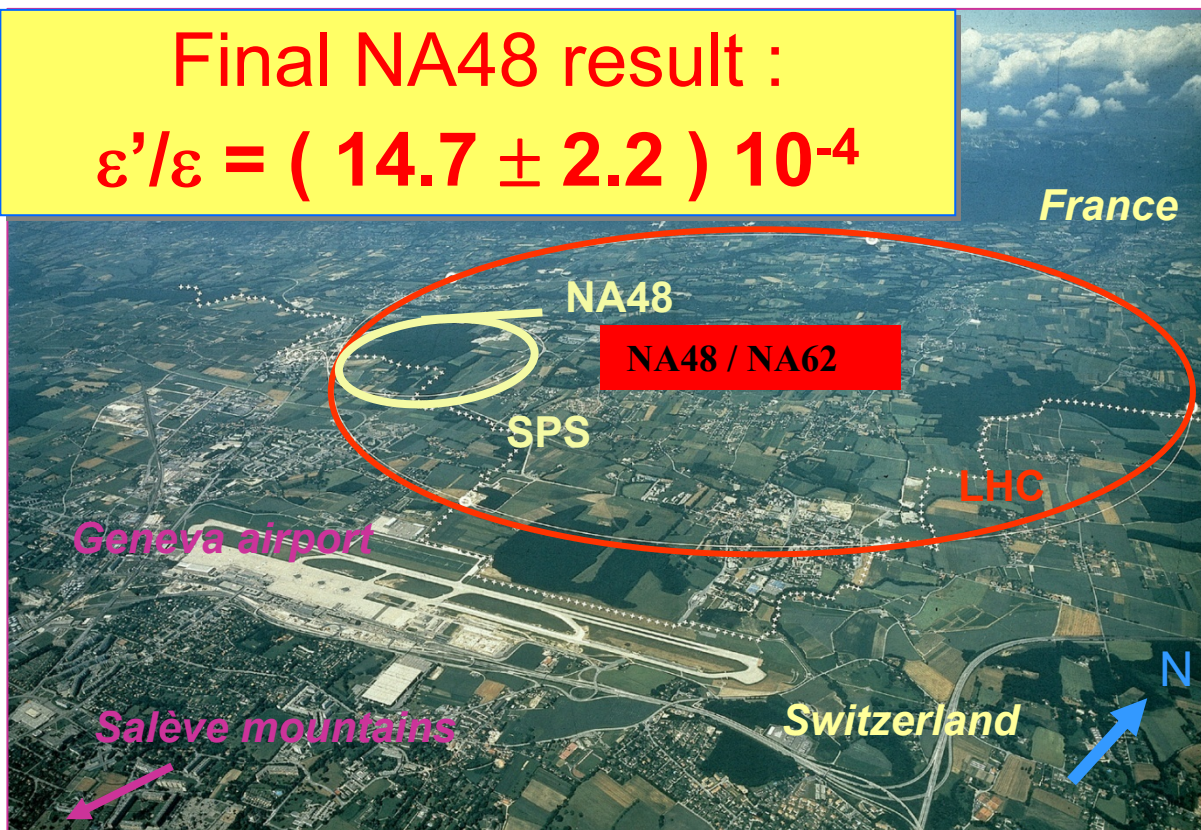 Final NA48 result :
ε’/ε = ( 14.7 ± 2.2 ) 10⁻⁴
France
NA48
NA48 / NA62
SPS
LHC
Geneva airport
N
Salève mountains
Switzerland